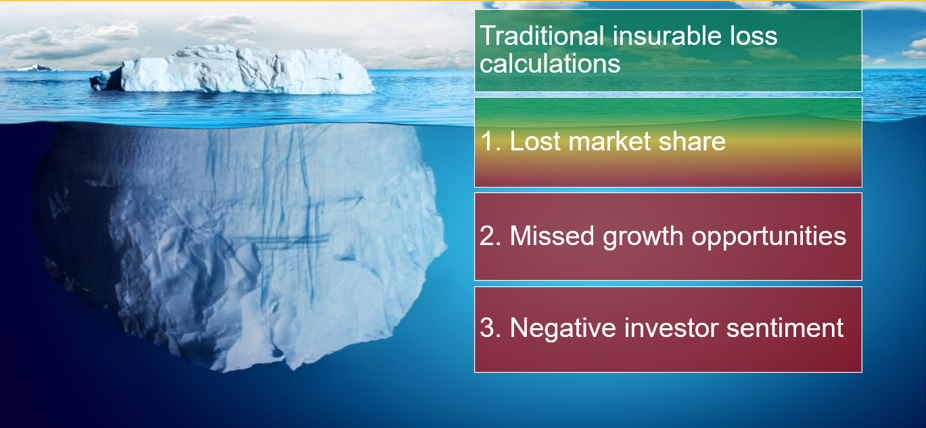 Traditional insurable loss
calculations
1. Lost market share
2. Missed growth opportunities
3. Negative investor sentiment